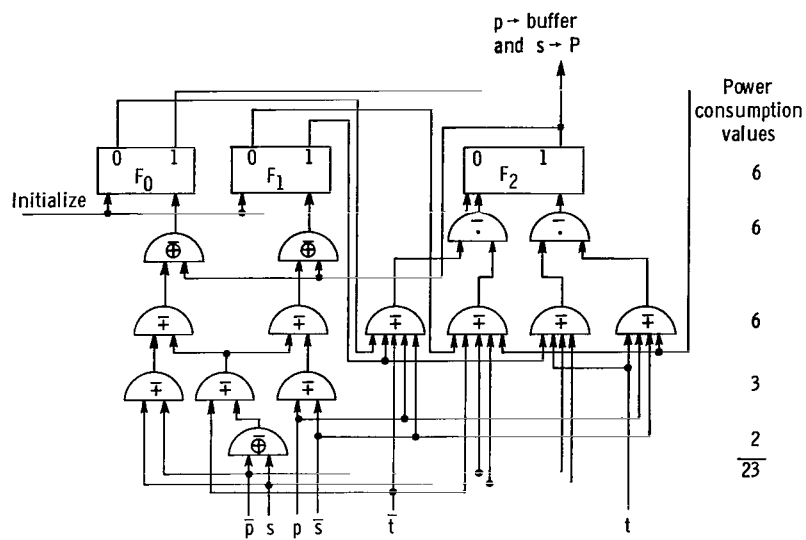 p → buffer
and s → P
Power
consumption
values
0 1 0 1 0 1
F₀ F₁ F₂ 6
Initialize
∸ ∸ 6
⊕̄ ⊕̄
∓ ∓ ∓ ∓ ∓ ∓ 6
∓ ∓ ∓ 3
⊕̄ 2
23
p̄ s p s̄ t̄ t